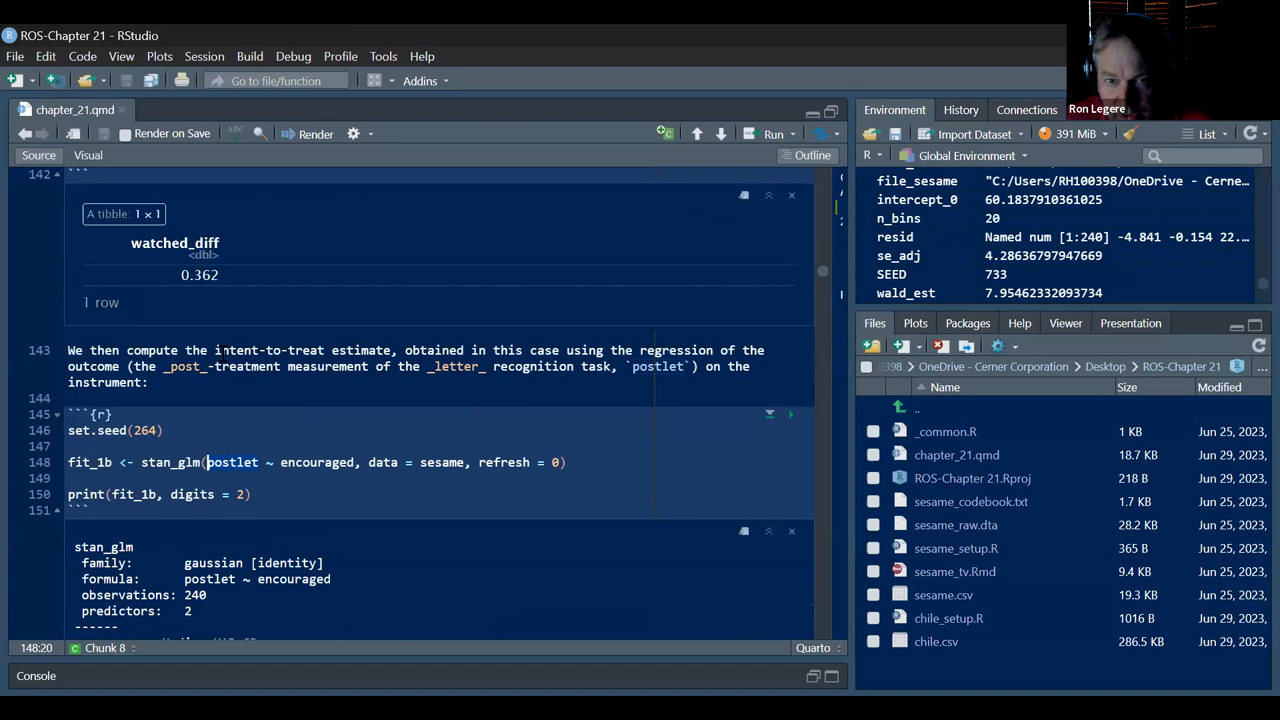 ROS-Chapter 21 - RStudio
File Edit Code View Plots Session Build Debug Profile Tools Help
Go to file/function Addins
Ron Legere
chapter_21.qmd
Render on Save ABC Render Run
Source Visual Outline
142 ```
A tibble: 1 × 1
watched_diff
<dbl>
0.362
1 row
143 We then compute the intent-to-treat estimate, obtained in this case using the regression of the
outcome (the _post_-treatment measurement of the _letter_ recognition task, `postlet`) on the
instrument:
144
145 ```{r}
146 set.seed(264)
147
148 fit_1b <- stan_glm(postlet ~ encouraged, data = sesame, refresh = 0)
149
150 print(fit_1b, digits = 2)
151 ```
stan_glm
family: gaussian [identity]
formula: postlet ~ encouraged
observations: 240
predictors: 2
------
148:20 Chunk 8 Quarto
Console
Environment History Connections
Import Dataset 391 MiB List
R Global Environment
file_sesame "C:/Users/RH100398/OneDrive - Cerne…
intercept_0 60.1837910361025
n_bins 20
resid Named num [1:240] -4.841 -0.154 22.…
se_adj 4.28636797947669
SEED 733
wald_est 7.95462332093734
Files Plots Packages Help Viewer Presentation
0398 OneDrive - Cerner Corporation Desktop ROS-Chapter 21 ...
Name Size Modified
..
_common.R 1 KB Jun 25, 2023,
chapter_21.qmd Jun 29, 2023,
ROS-Chapter 21.Rproj 218 B Jun 29, 2023,
sesame_codebook.txt 1.7 KB Jun 25, 2023,
sesame_raw.dta 28.2 KB Jun 25, 2023,
sesame_setup.R 365 B Jun 29, 2023,
sesame_tv.Rmd 9.4 KB Jun 25, 2023,
sesame.csv 19.3 KB Jun 25, 2023,
chile_setup.R 1016 B Jun 29, 2023,
chile.csv 286.5 KB Jun 29, 2023,